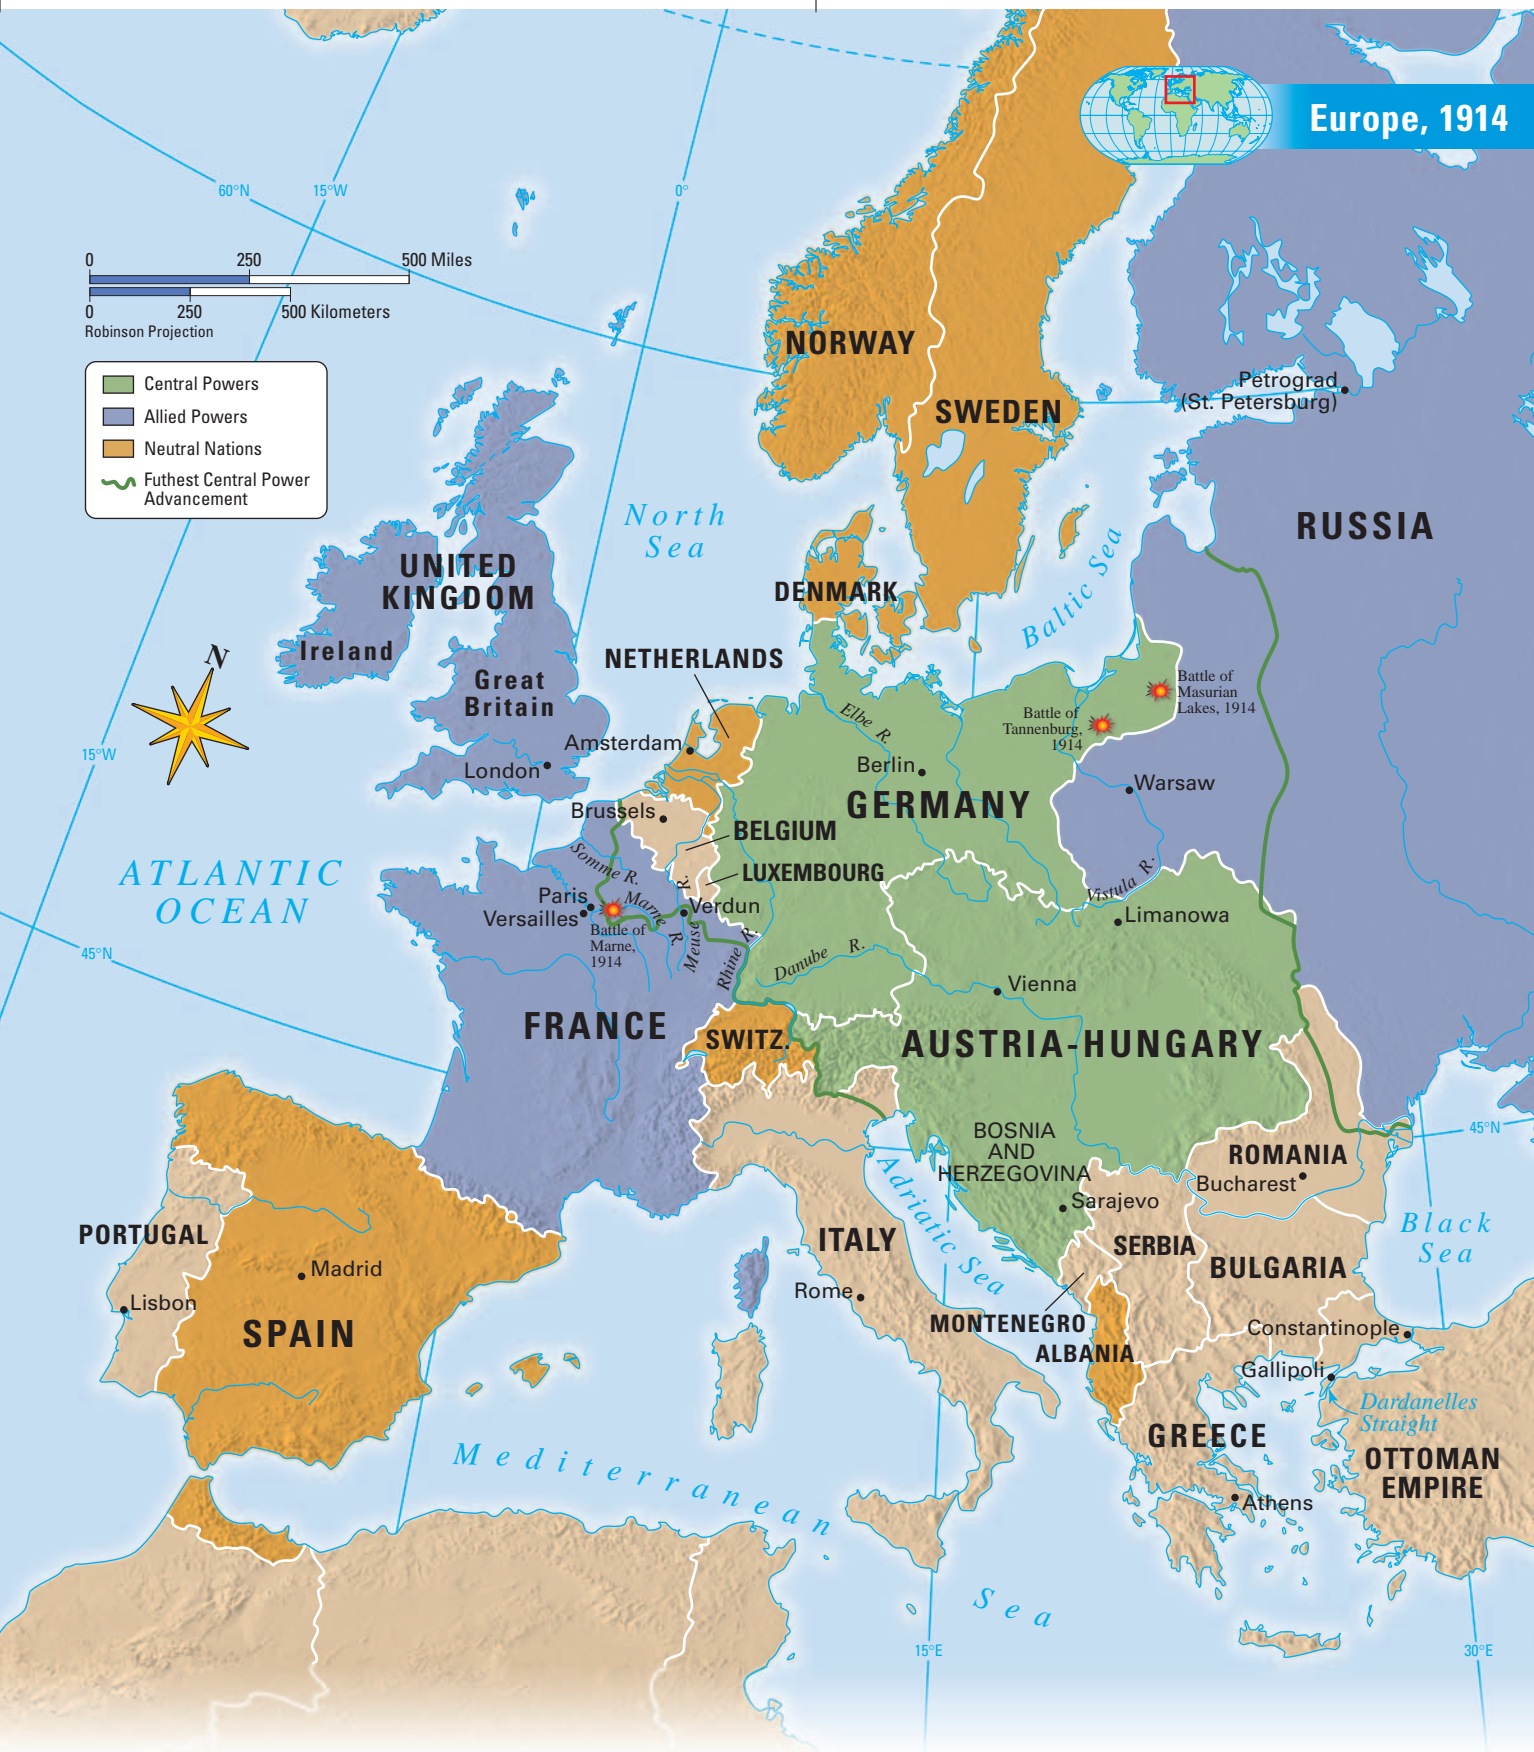 Europe, 1914
60°N
15°W
0°
0
250
500 Miles
0
250
500 Kilometers
Robinson Projection
Central Powers
Allied Powers
Neutral Nations
Futhest Central Power
Advancement
NORWAY
SWEDEN
Petrograd
(St. Petersburg)
RUSSIA
North
Sea
UNITED
KINGDOM
Ireland
Great
Britain
London
DENMARK
Baltic Sea
N
NETHERLANDS
Amsterdam
Elbe R.
Berlin
GERMANY
Battle of
Masurian
Lakes, 1914
Battle of
Tannenburg,
1914
Warsaw
15°W
Brussels
BELGIUM
LUXEMBOURG
ATLANTIC
OCEAN
Somme R.
Paris
Versailles
Marne R.
Meuse R.
Verdun
Battle of
Marne,
1914
Rhine R.
Danube R.
Vistula R.
Limanowa
Vienna
45°N
FRANCE
SWITZ.
AUSTRIA-HUNGARY
BOSNIA
AND
HERZEGOVINA
Sarajevo
ROMANIA
Bucharest
45°N
Adriatic Sea
PORTUGAL
Lisbon
Madrid
SPAIN
ITALY
Rome
SERBIA
BULGARIA
Black
Sea
MONTENEGRO
ALBANIA
Constantinople
Gallipoli
Dardanelles
Straight
GREECE
OTTOMAN
EMPIRE
Athens
Mediterranean
Sea
15°E
30°E